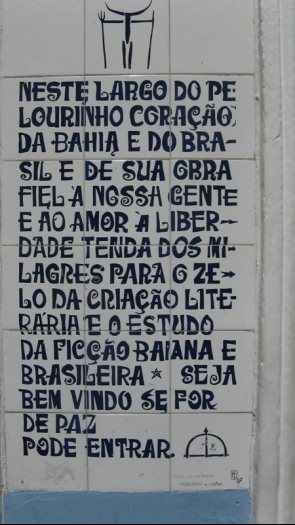 NESTE LARGO DO PE
LOURINHO CORAÇÃO
DA BAHIA E DO BRA-
SIL E DE SUA OBRA
FIEL À NOSSA GENTE
E AO AMOR À LIBER-
DADE TENDA DOS MI-
LAGRES PARA O ZE-
LO DA CRIAÇÃO LITE-
RÁRIA E O ESTUDO
DA FICÇÃO BAIANA E
BRASILEIRA * SEJA
BEM VINDO SE FOR
DE PAZ
PODE ENTRAR.